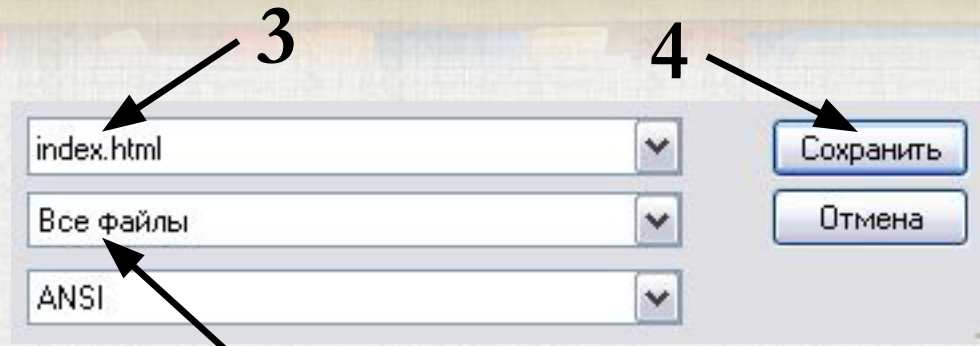 3
4
index.html
Сохранить
Все файлы
Отмена
ANSI